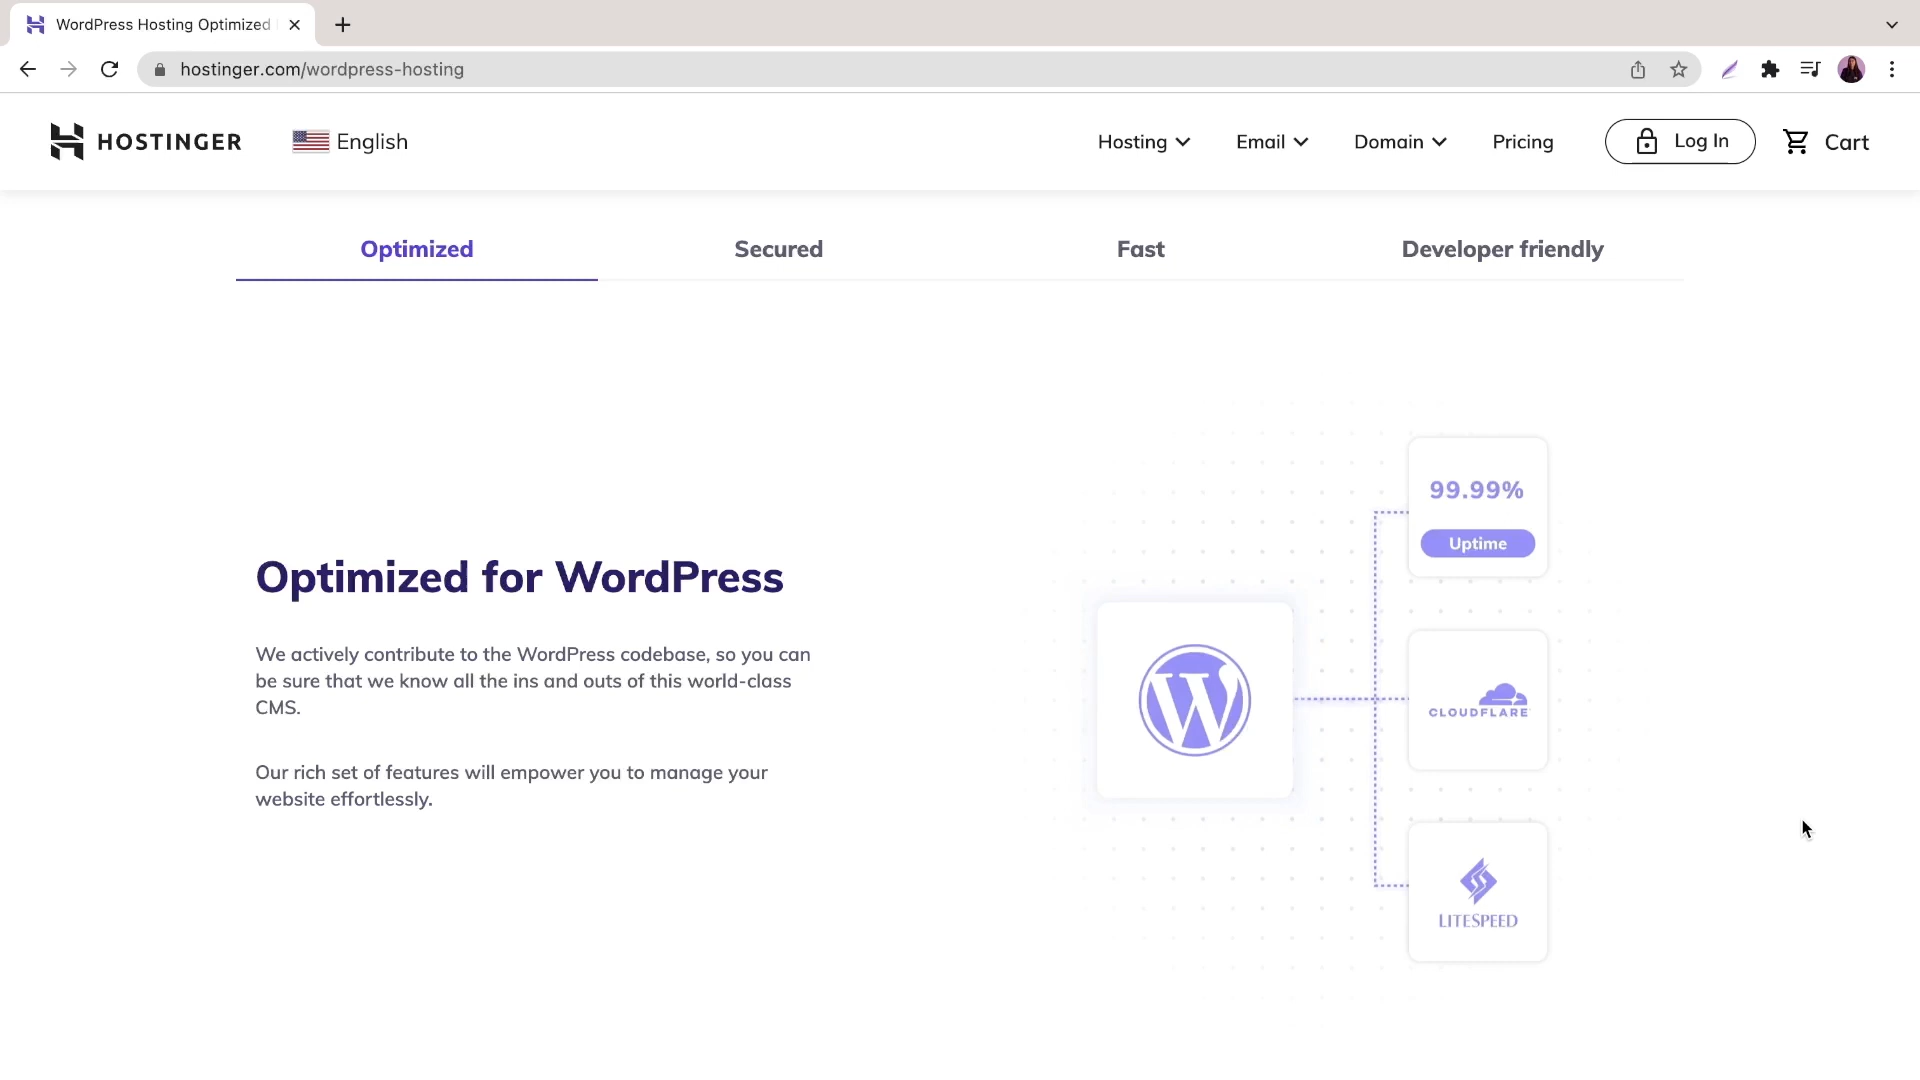 WordPress Hosting Optimized
hostinger.com/wordpress-hosting
HOSTINGER
English
Hosting
Email
Domain
Pricing
Log In
Cart
Optimized
Secured
Fast
Developer friendly
Optimized for WordPress
We actively contribute to the WordPress codebase, so you can
be sure that we know all the ins and outs of this world-class
CMS.
Our rich set of features will empower you to manage your
website effortlessly.
99.99%
Uptime
CLOUDFLARE
LITESPEED